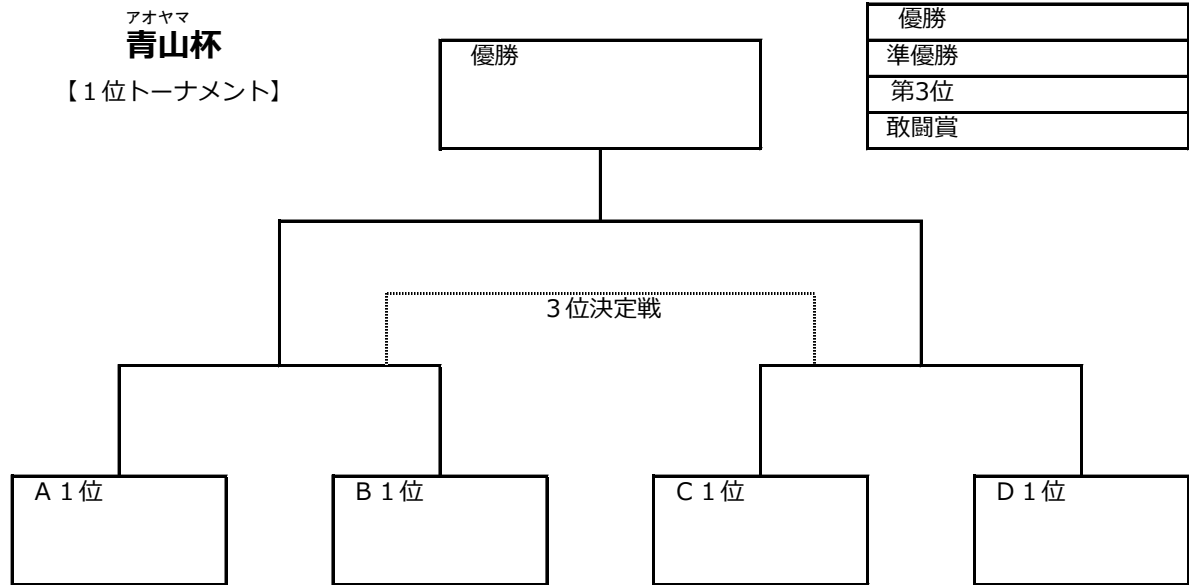 アオヤマ
青山杯
【１位トーナメント】
優勝
優勝
準優勝
第3位
敢闘賞
３位決定戦
Ａ１位
Ｂ１位
Ｃ１位
Ｄ１位